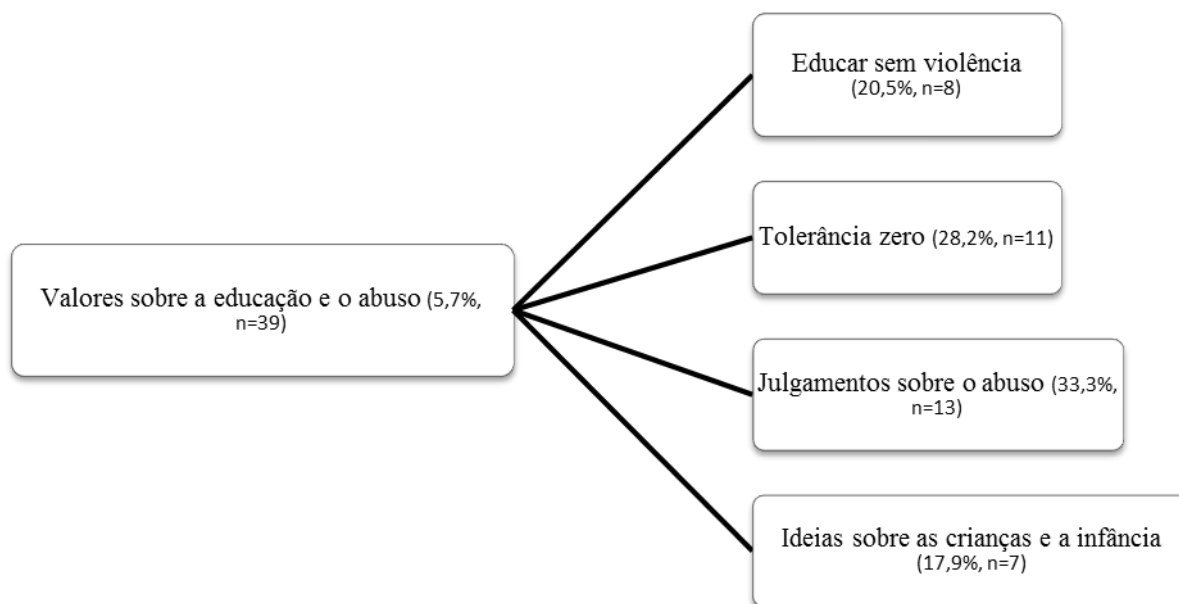 Educar sem violência
(20,5%, n=8)
Tolerância zero (28,2%, n=11)
Valores sobre a educação e o abuso (5,7%,
n=39)
Julgamentos sobre o abuso (33,3%,
n=13)
Ideias sobre as crianças e a infância
(17,9%, n=7)